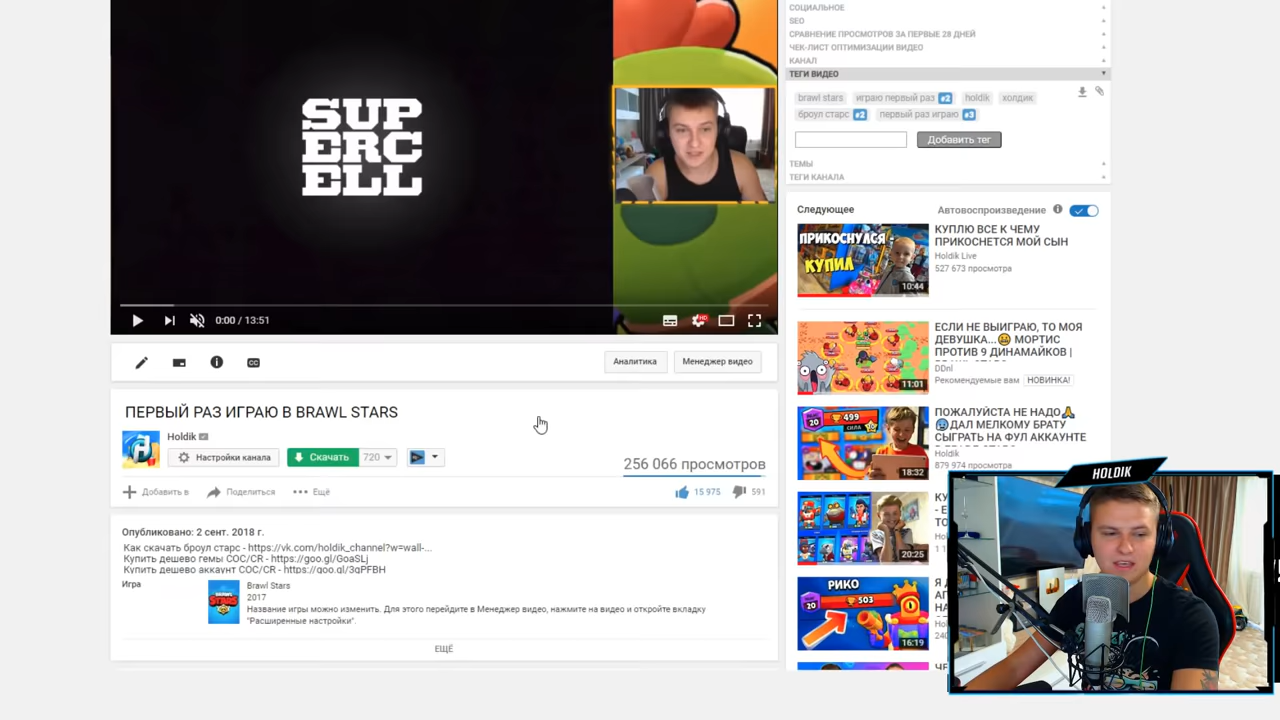 SUP
ERC
ELL
0:00 / 13:51
HD
CC
Аналитика
Менеджер видео
ПЕРВЫЙ РАЗ ИГРАЮ В BRAWL STARS
Holdik
Настройки канала
Скачать 720
256 066 просмотров
Добавить в
Поделиться
Ещё
15 975
591
Опубликовано: 2 сент. 2018 г.
Как скачать броул старс - https://vk.com/holdik_channel?w=wall-...
Купить дешево гемы COC/CR - https://goo.gl/GoaSLj
Купить дешево аккаунт COC/CR - https://goo.gl/3qPFBH
Игра
Brawl Stars
2017
Название игры можно изменить. Для этого перейдите в Менеджер видео, нажмите на видео и откройте вкладку
"Расширенные настройки".
ЕЩЁ
СОЦИАЛЬНОЕ
SEO
СРАВНЕНИЕ ПРОСМОТРОВ ЗА ПЕРВЫЕ 28 ДНЕЙ
ЧЕК-ЛИСТ ОПТИМИЗАЦИИ ВИДЕО
КАНАЛ
ТЕГИ ВИДЕО
brawl stars играю первый раз #2 holdik холдик
броул старс #2 первый раз играю #3
Добавить тег
ТЕМЫ
ТЕГИ КАНАЛА
Следующее
Автовоспроизведение
ПРИКОСНУЛСЯ -
КУПИЛ
10:44
КУПЛЮ ВСЕ К ЧЕМУ
ПРИКОСНЕТСЯ МОЙ СЫН
Holdik Live
527 673 просмотра
11:01
ЕСЛИ НЕ ВЫИГРАЮ, ТО МОЯ
ДЕВУШКА...😫 МОРТИС
ПРОТИВ 9 ДИНАМАЙКОВ |
DDnl
Рекомендуемые вам НОВИНКА!
20
499
СИЛА
18:32
ПОЖАЛУЙСТА НЕ НАДО🙏
🥶ДАЛ МЕЛКОМУ БРАТУ
СЫГРАТЬ НА ФУЛ АККАУНТЕ
Holdik
879 974 просмотра
20:25
РИКО
20
503
16:19
HOLDIK